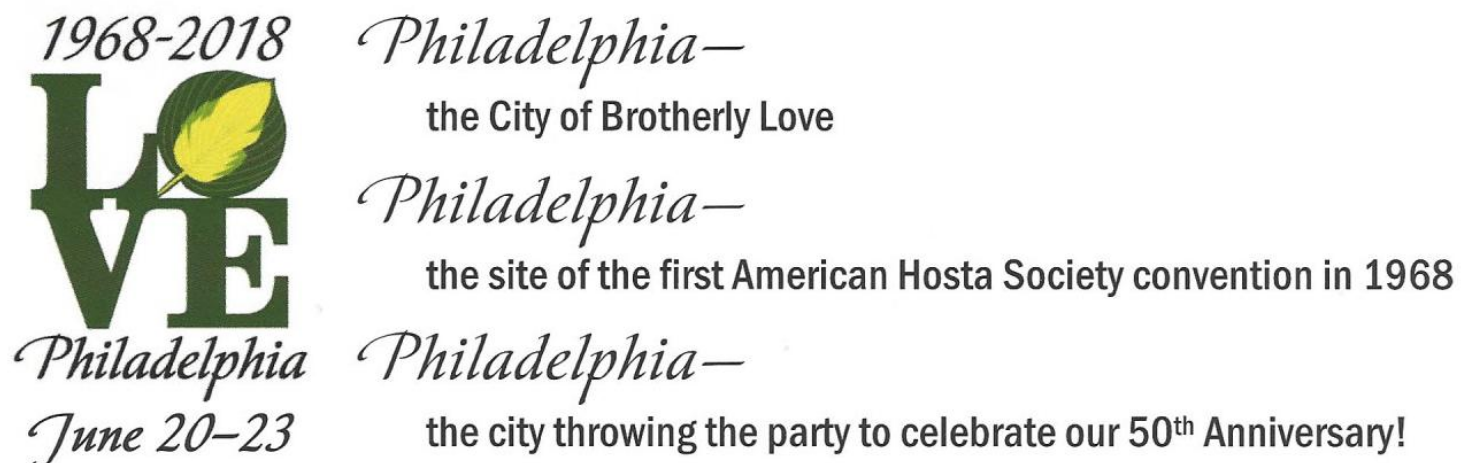 1968-2018
LOVE
Philadelphia
June 20–23
Philadelphia—
the City of Brotherly Love
Philadelphia—
the site of the first American Hosta Society convention in 1968
Philadelphia—
the city throwing the party to celebrate our 50th Anniversary!